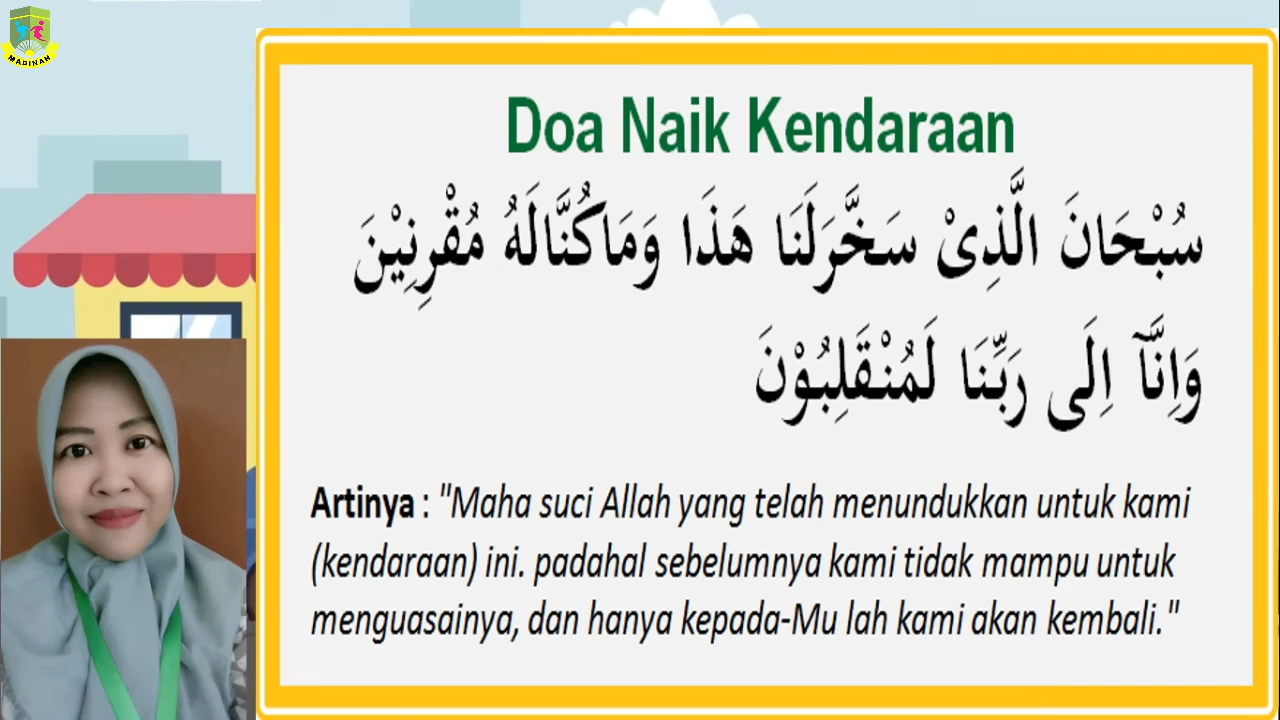 MADINAH
Doa Naik Kendaraan
سُبْحَانَ الَّذِىْ سَخَّرَلَنَا هَذَا وَمَاكُنَّالَهُ مُقْرِنِيْنَ
وَاِنَّآ اِلَى رَبِّنَا لَمُنْقَلِبُوْنَ
Artinya : "Maha suci Allah yang telah menundukkan untuk kami
(kendaraan) ini. padahal sebelumnya kami tidak mampu untuk
menguasainya, dan hanya kepada-Mu lah kami akan kembali."